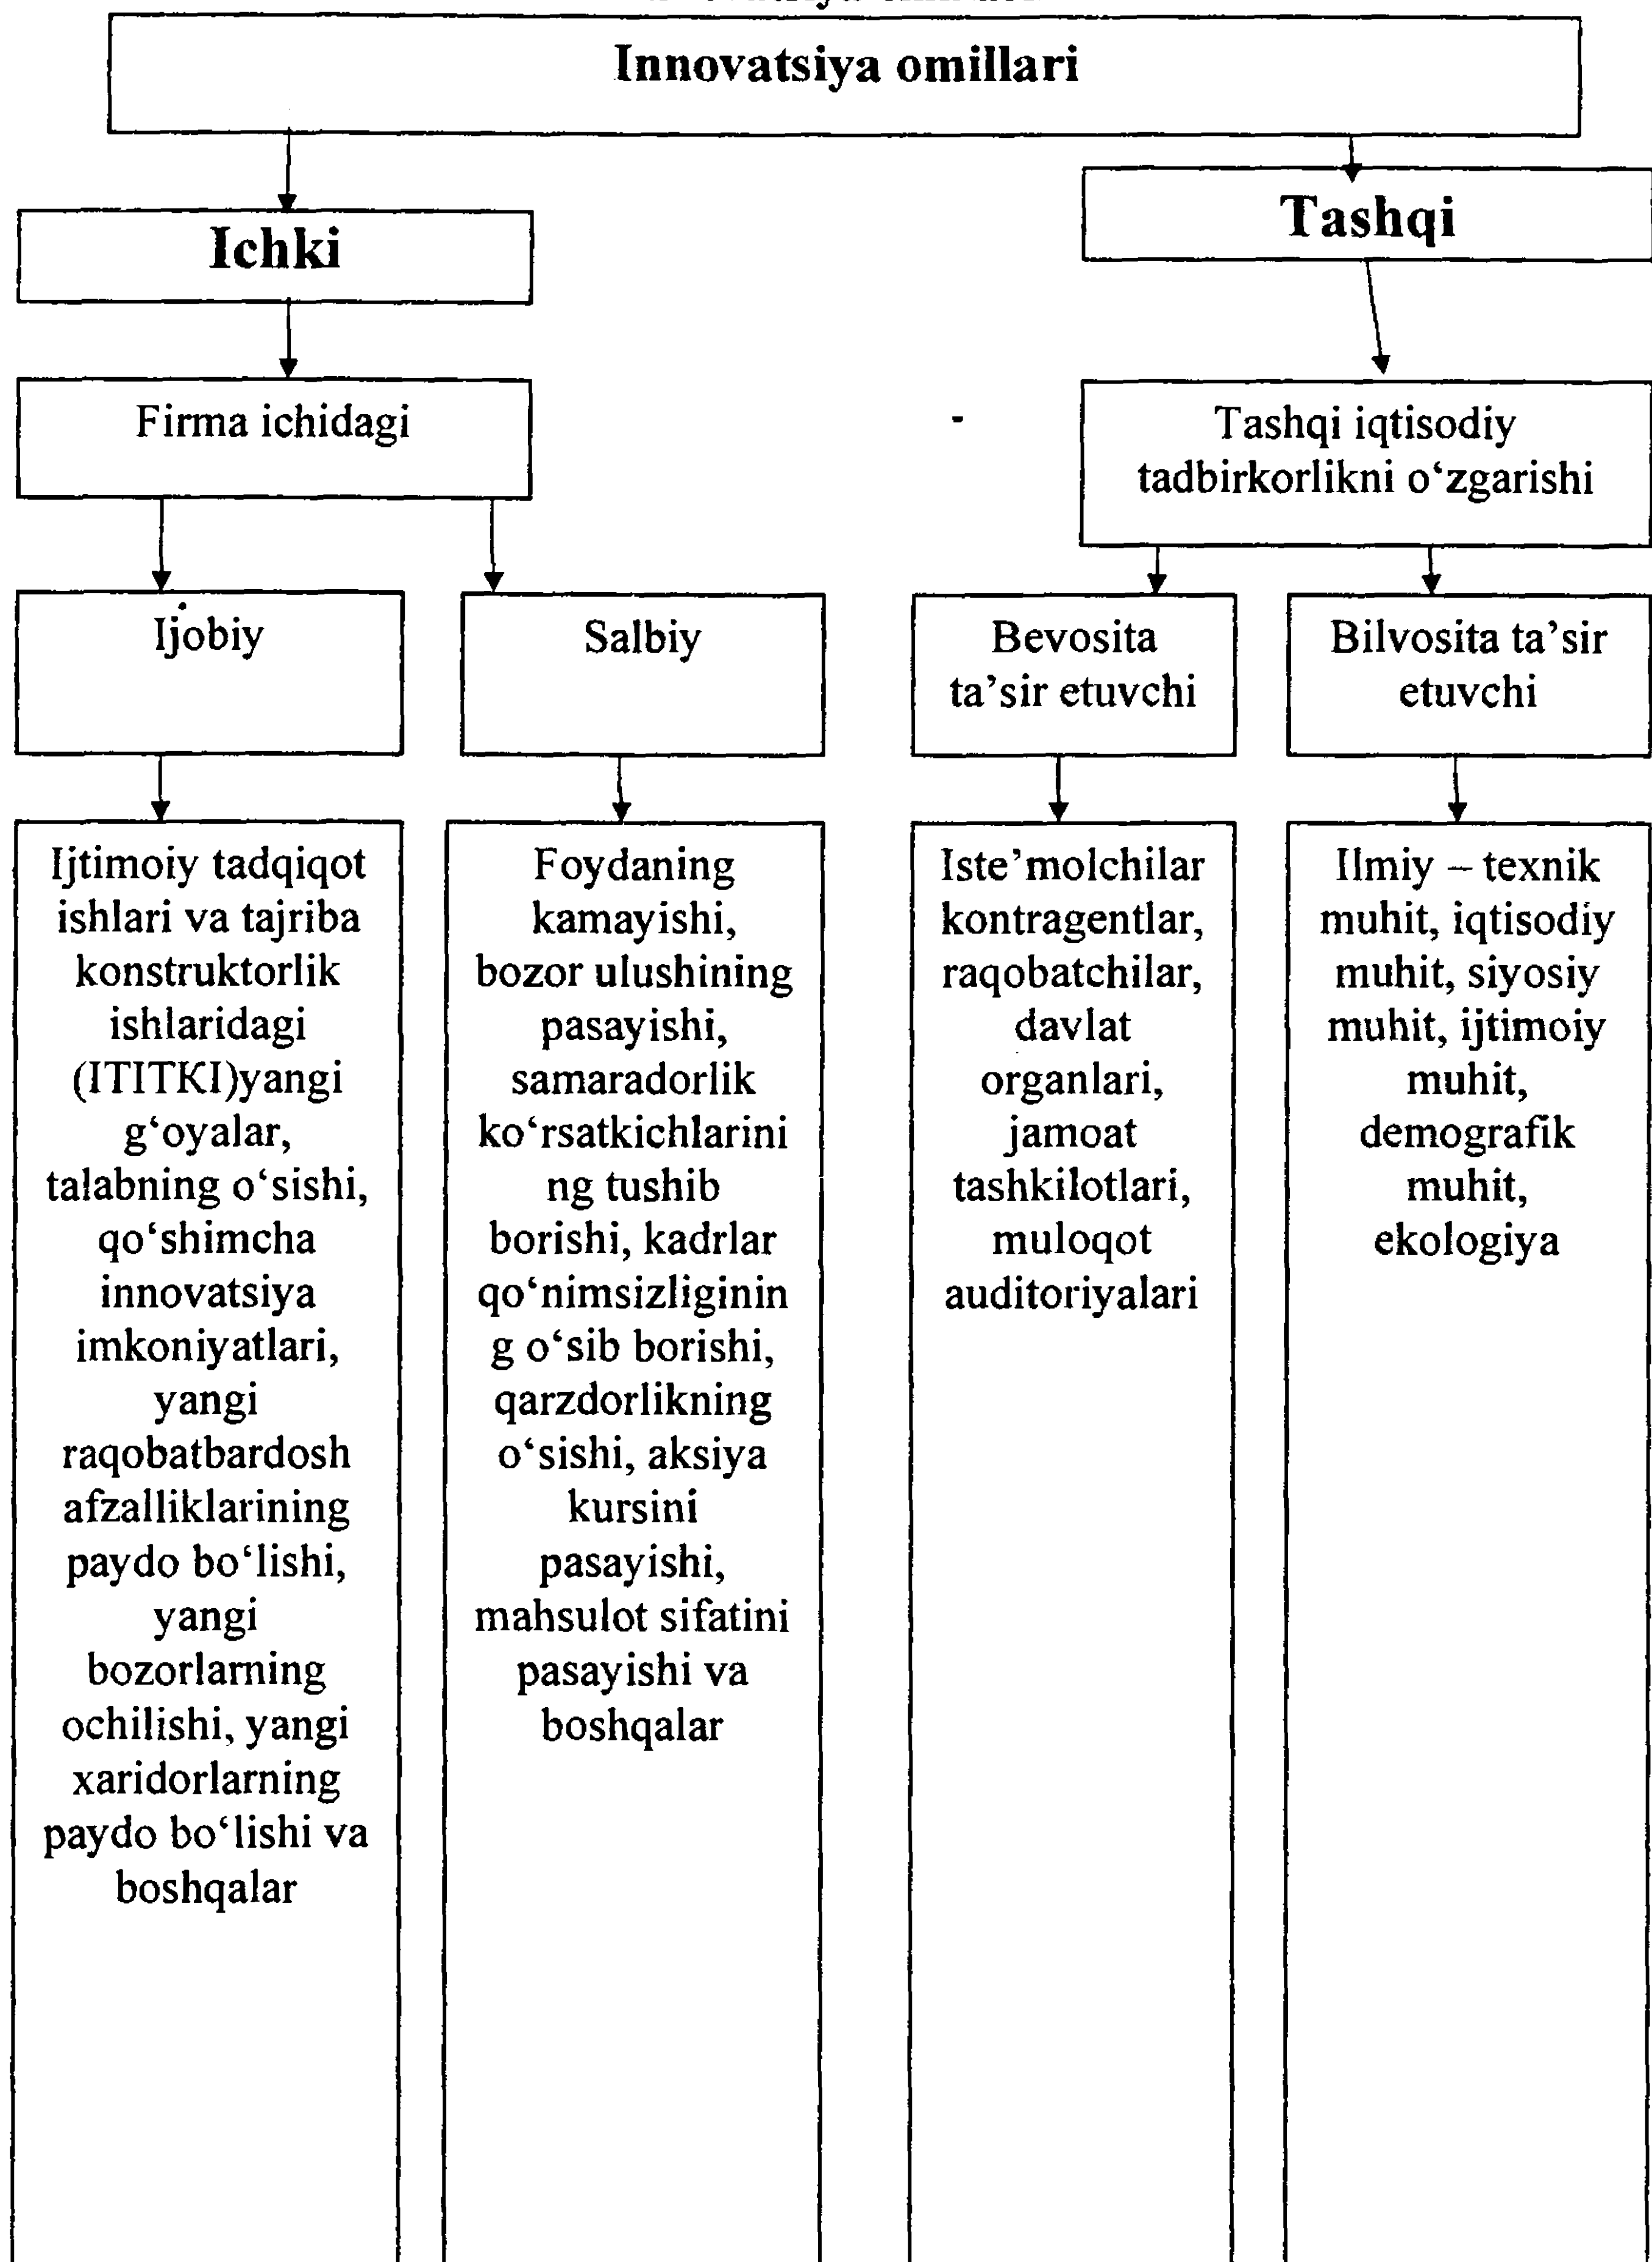 Innovatsiya omillari
Ichki
Tashqi
Firma ichidagi
Tashqi iqtisodiy
tadbirkorlikni o‘zgarishi
Ijobiy
Salbiy
Bevosita
ta’sir etuvchi
Bilvosita ta’sir
etuvchi
Ijtimoiy tadqiqot
ishlari va tajriba
konstruktorlik
ishlaridagi
(ITITKI)yangi
g‘oyalar,
talabning o‘sishi,
qo‘shimcha
innovatsiya
imkoniyatlari,
yangi
raqobatbardosh
afzalliklarining
paydo bo‘lishi,
yangi
bozorlarning
ochilishi, yangi
xaridorlarning
paydo bo‘lishi va
boshqalar
Foydaning
kamayishi,
bozor ulushining
pasayishi,
samaradorlik
ko‘rsatkichlarini
ng tushib
borishi, kadrlar
qo‘nimsizliginin
g o‘sib borishi,
qarzdorlikning
o‘sishi, aksiya
kursini
pasayishi,
mahsulot sifatini
pasayishi va
boshqalar
Iste’molchilar
kontragentlar,
raqobatchilar,
davlat
organlari,
jamoat
tashkilotlari,
muloqot
auditoriyalari
Ilmiy – texnik
muhit, iqtisodiy
muhit, siyosiy
muhit, ijtimoiy
muhit,
demografik
muhit,
ekologiya